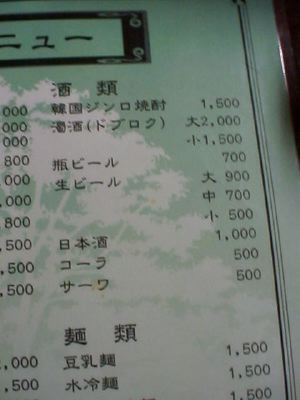 ニュー
酒類
000 韓国ジンロ焼酎 1,500
000 濁酒(ドブロク) 大2,000
000 小1,500
800 瓶ビール 700
,000 生ビール 大 900
,000 中 700
800 小 500
,500 日本酒 1,000
,500 コーラ 500
,500 サーワ 500
麺類
,000 豆乳麺 1,500
,500 水冷麺 1,500
1,500